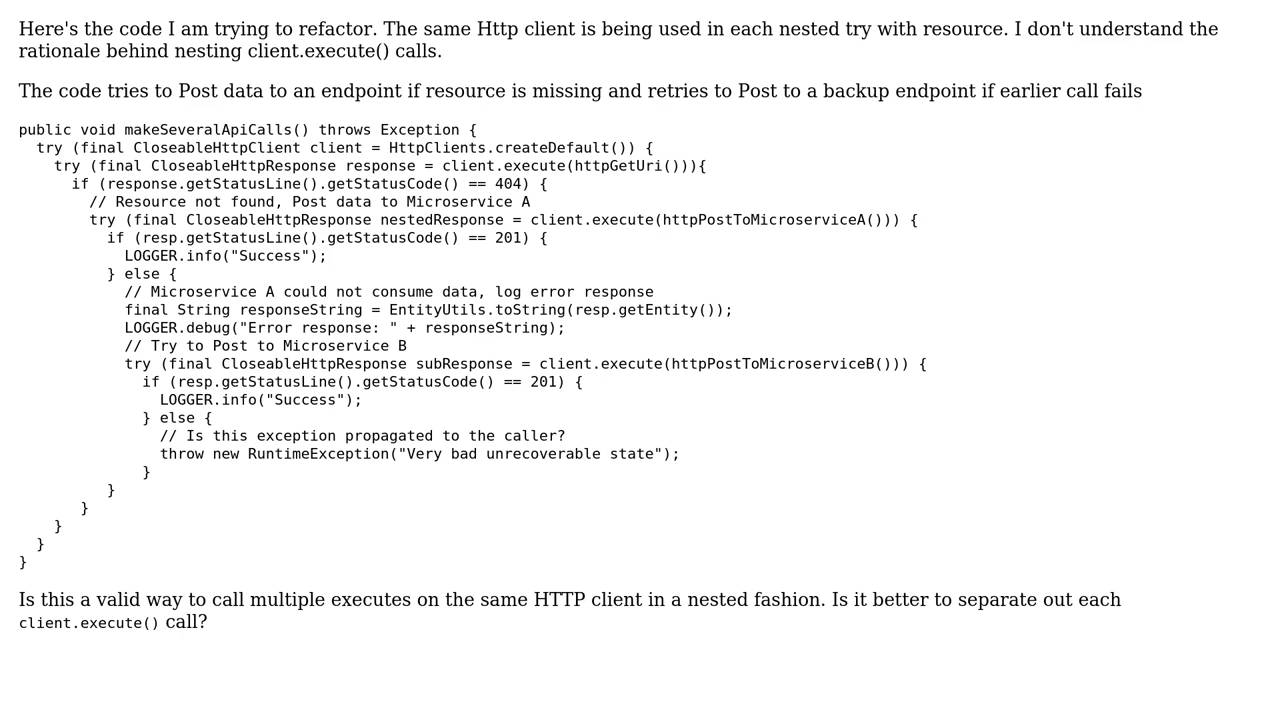 Here's the code I am trying to refactor. The same Http client is being used in each nested try with resource. I don't understand the
rationale behind nesting client.execute() calls.
The code tries to Post data to an endpoint if resource is missing and retries to Post to a backup endpoint if earlier call fails
public void makeSeveralApiCalls() throws Exception {
  try (final CloseableHttpClient client = HttpClients.createDefault()) {
    try (final CloseableHttpResponse response = client.execute(httpGetUri())){
      if (response.getStatusLine().getStatusCode() == 404) {
        // Resource not found, Post data to Microservice A
        try (final CloseableHttpResponse nestedResponse = client.execute(httpPostToMicroserviceA())) {
          if (resp.getStatusLine().getStatusCode() == 201) {
            LOGGER.info("Success");
          } else {
            // Microservice A could not consume data, log error response
            final String responseString = EntityUtils.toString(resp.getEntity());
            LOGGER.debug("Error response: " + responseString);
            // Try to Post to Microservice B
            try (final CloseableHttpResponse subResponse = client.execute(httpPostToMicroserviceB())) {
              if (resp.getStatusLine().getStatusCode() == 201) {
                LOGGER.info("Success");
              } else {
                // Is this exception propagated to the caller?
                throw new RuntimeException("Very bad unrecoverable state");
              }
          }
       }
    }
  }
}
Is this a valid way to call multiple executes on the same HTTP client in a nested fashion. Is it better to separate out each
client.execute() call?